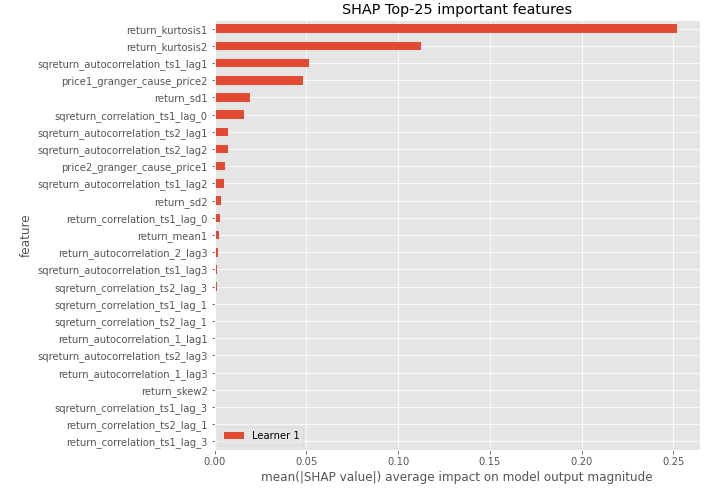 SHAP Top-25 important features
return_kurtosis1
return_kurtosis2
sqreturn_autocorrelation_ts1_lag1
price1_granger_cause_price2
return_sd1
sqreturn_correlation_ts1_lag_0
sqreturn_autocorrelation_ts2_lag1
sqreturn_autocorrelation_ts2_lag2
price2_granger_cause_price1
sqreturn_autocorrelation_ts1_lag2
return_sd2
return_correlation_ts1_lag_0
return_mean1
return_autocorrelation_2_lag3
sqreturn_autocorrelation_ts1_lag3
sqreturn_correlation_ts2_lag_3
sqreturn_correlation_ts1_lag_1
sqreturn_correlation_ts2_lag_1
return_autocorrelation_1_lag1
sqreturn_autocorrelation_ts2_lag3
return_autocorrelation_1_lag3
return_skew2
sqreturn_correlation_ts1_lag_3
return_correlation_ts2_lag_1
return_correlation_ts1_lag_3
feature
Learner 1
0.00 0.05 0.10 0.15 0.20 0.25
mean(|SHAP value|) average impact on model output magnitude